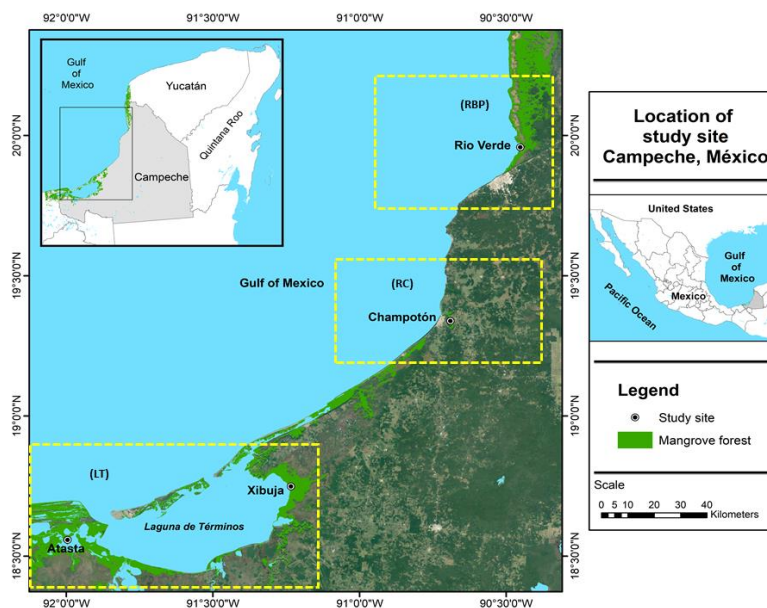 92°0'0"W
91°30'0"W
91°0'0"W
90°30'0"W
Gulf
of
Mexico
Yucatán
Quintana Roo
Campeche
(RBP)
Rio Verde
20°0'0"N
20°0'0"N
19°30'0"N
19°30'0"N
Gulf of Mexico
(RC)
Champotón
19°0'0"N
19°0'0"N
(LT)
Xibuja
Laguna de Términos
Atasta
18°30'0"N
18°30'0"N
92°0'0"W
91°30'0"W
91°0'0"W
90°30'0"W
Location of
study site
Campeche, México
United States
Gulf
of
Mexico
Mexico
Pacific Ocean
Legend
Study site
Mangrove forest
Scale
0 5 10 20 30 40
Kilometers